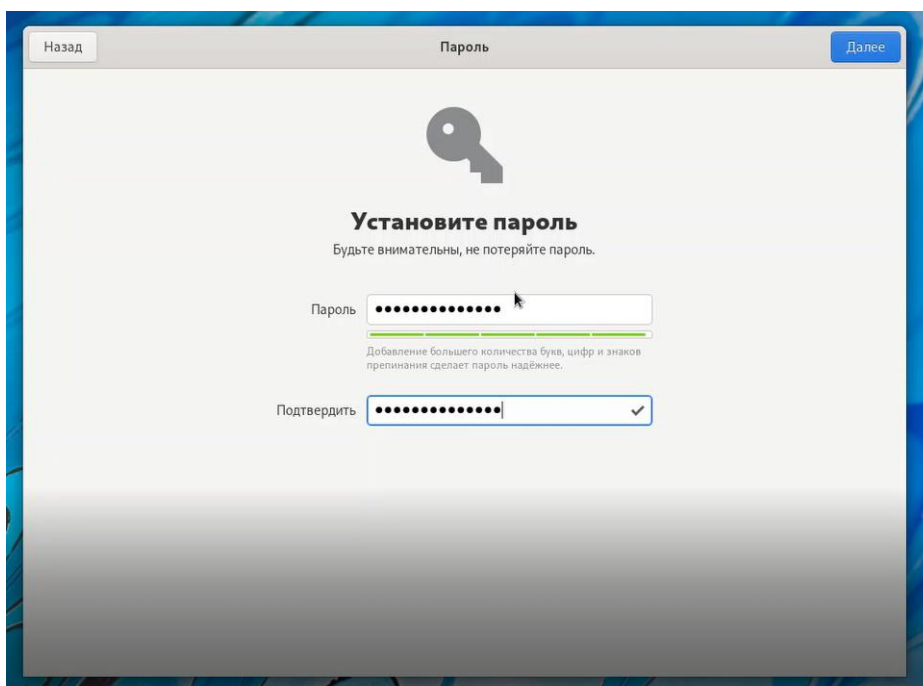 Назад
Пароль
Далее
Установите пароль
Будьте внимательны, не потеряйте пароль.
Пароль
●●●●●●●●●●●●●●
Добавление большего количества букв, цифр и знаков
препинания сделает пароль надёжнее.
Подтвердить
●●●●●●●●●●●●●●